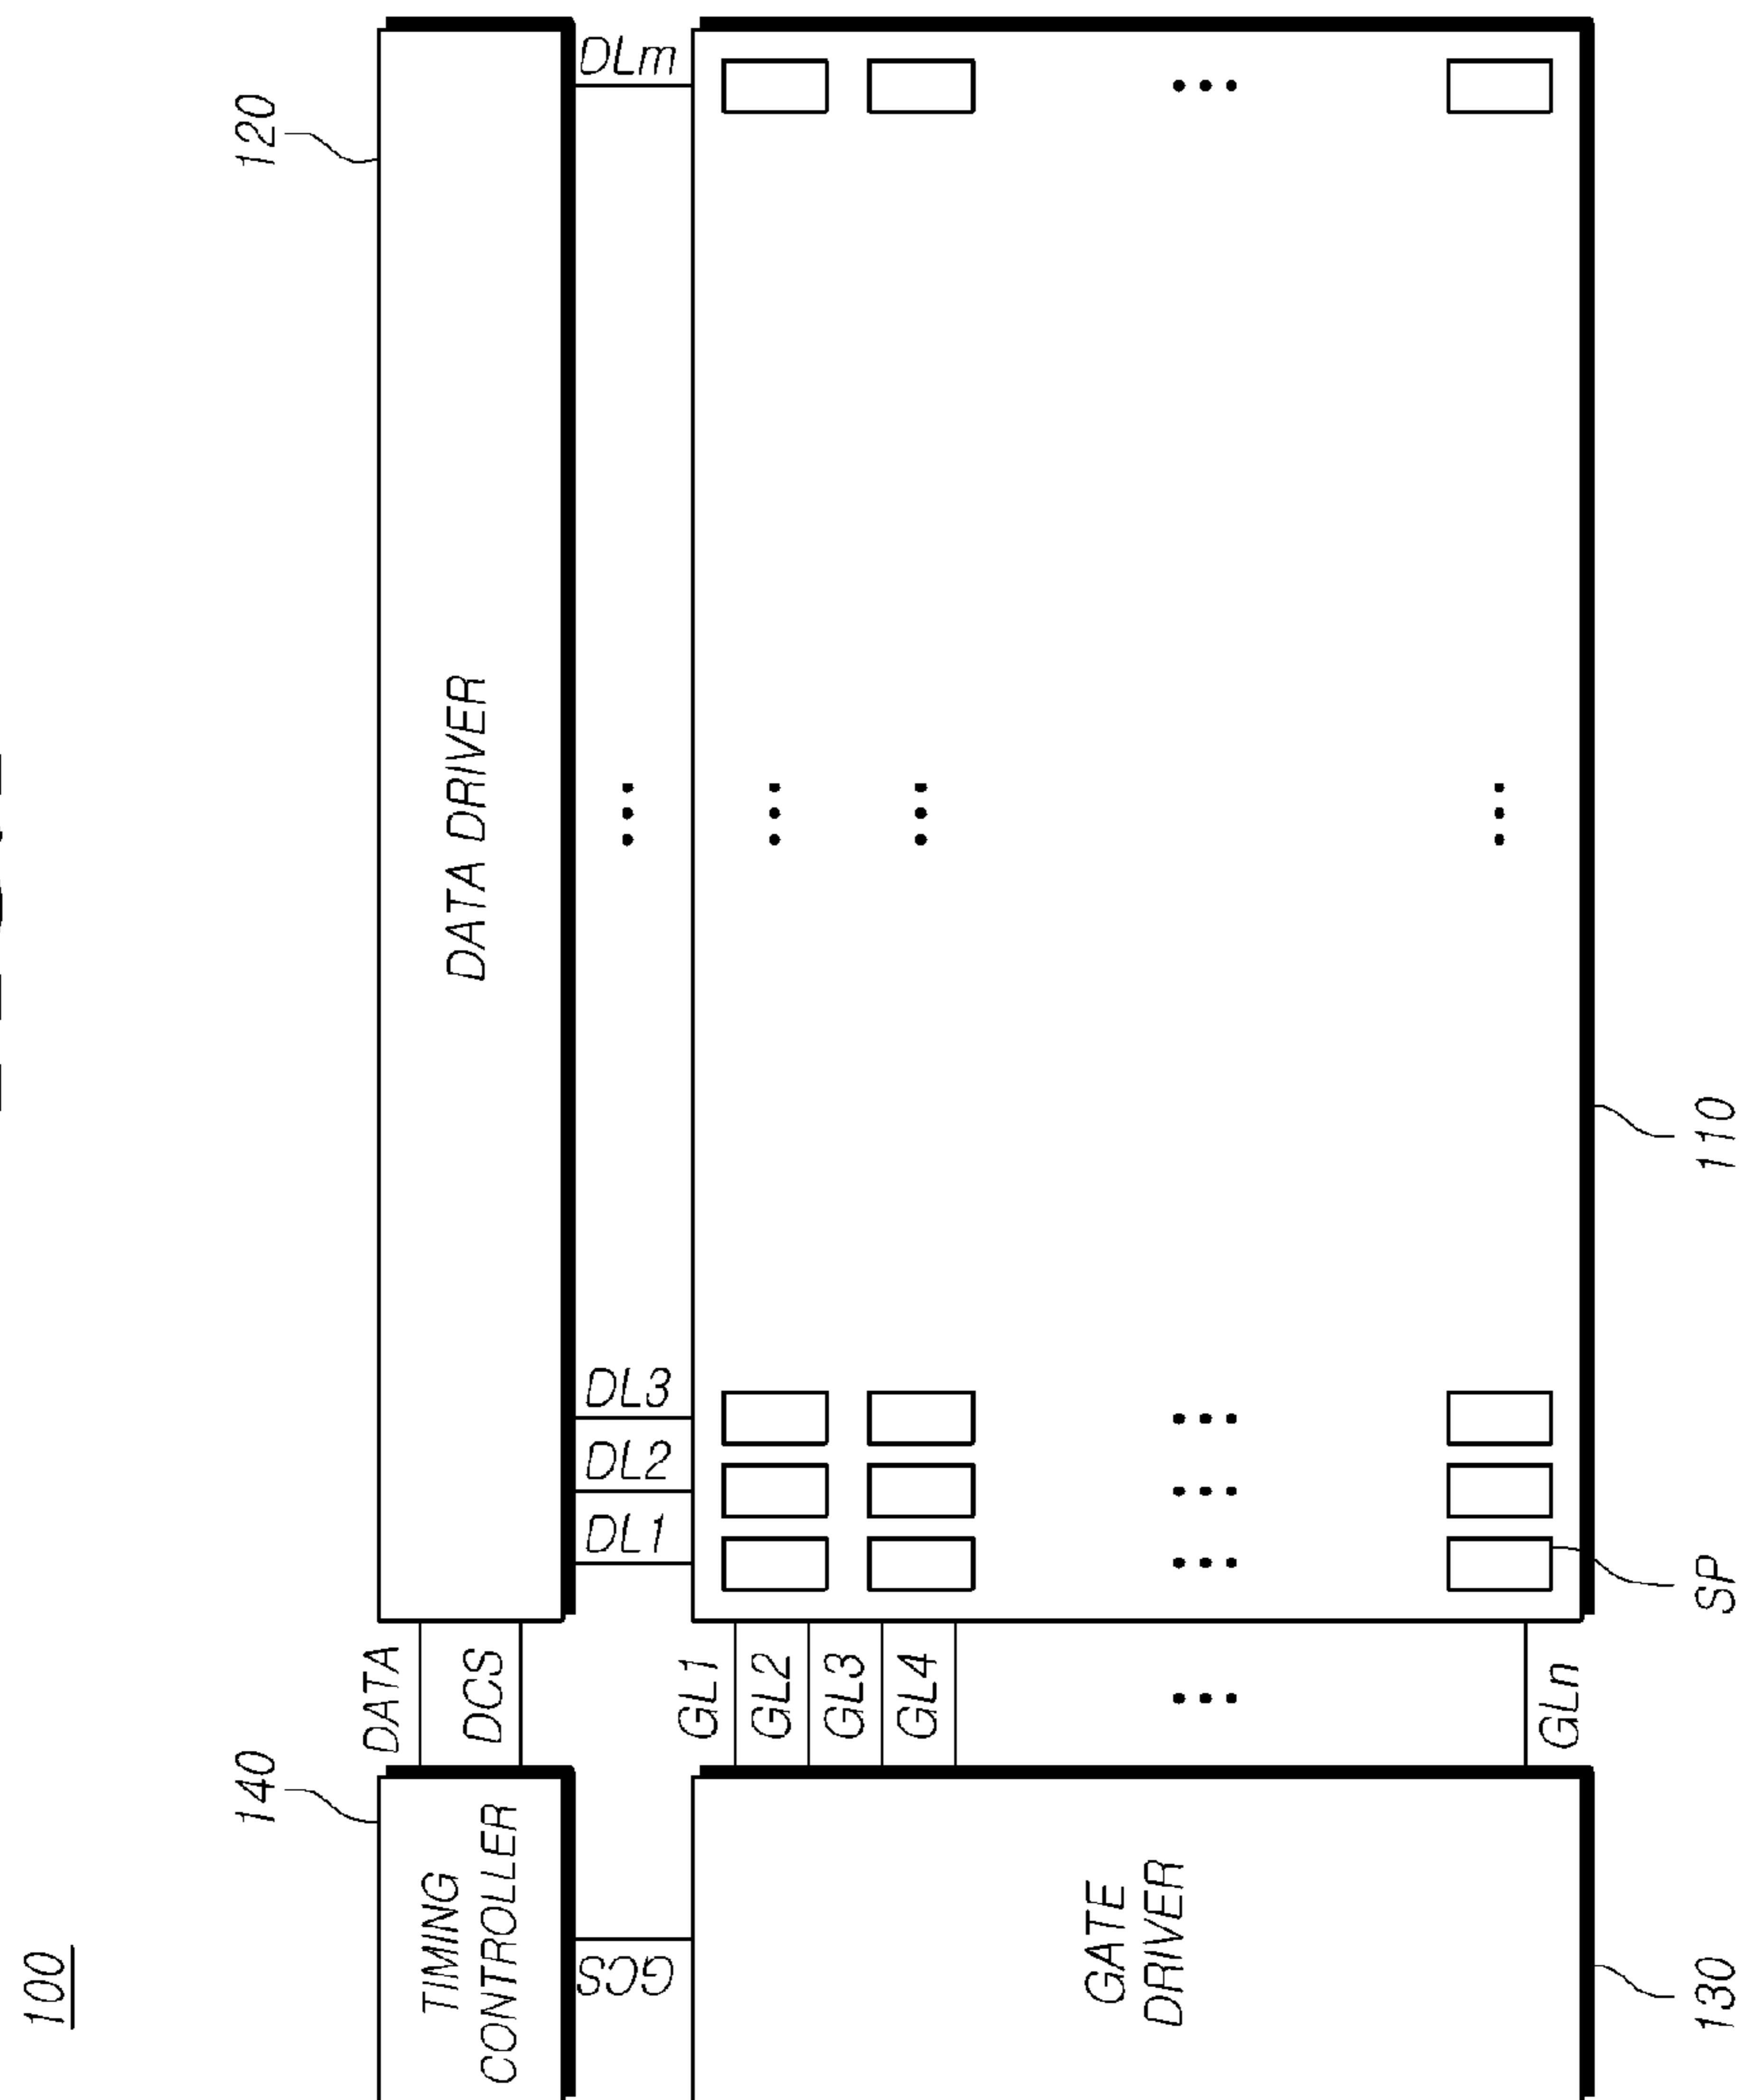 100
140
120
TIMING
CONTROLLER
DATA
DCS
DATA DRIVER
GCS
DL1
DL2
DL3
DLm
GL1
GL2
GL3
GL4
GLn
GATE
DRIVER
130
SP
110